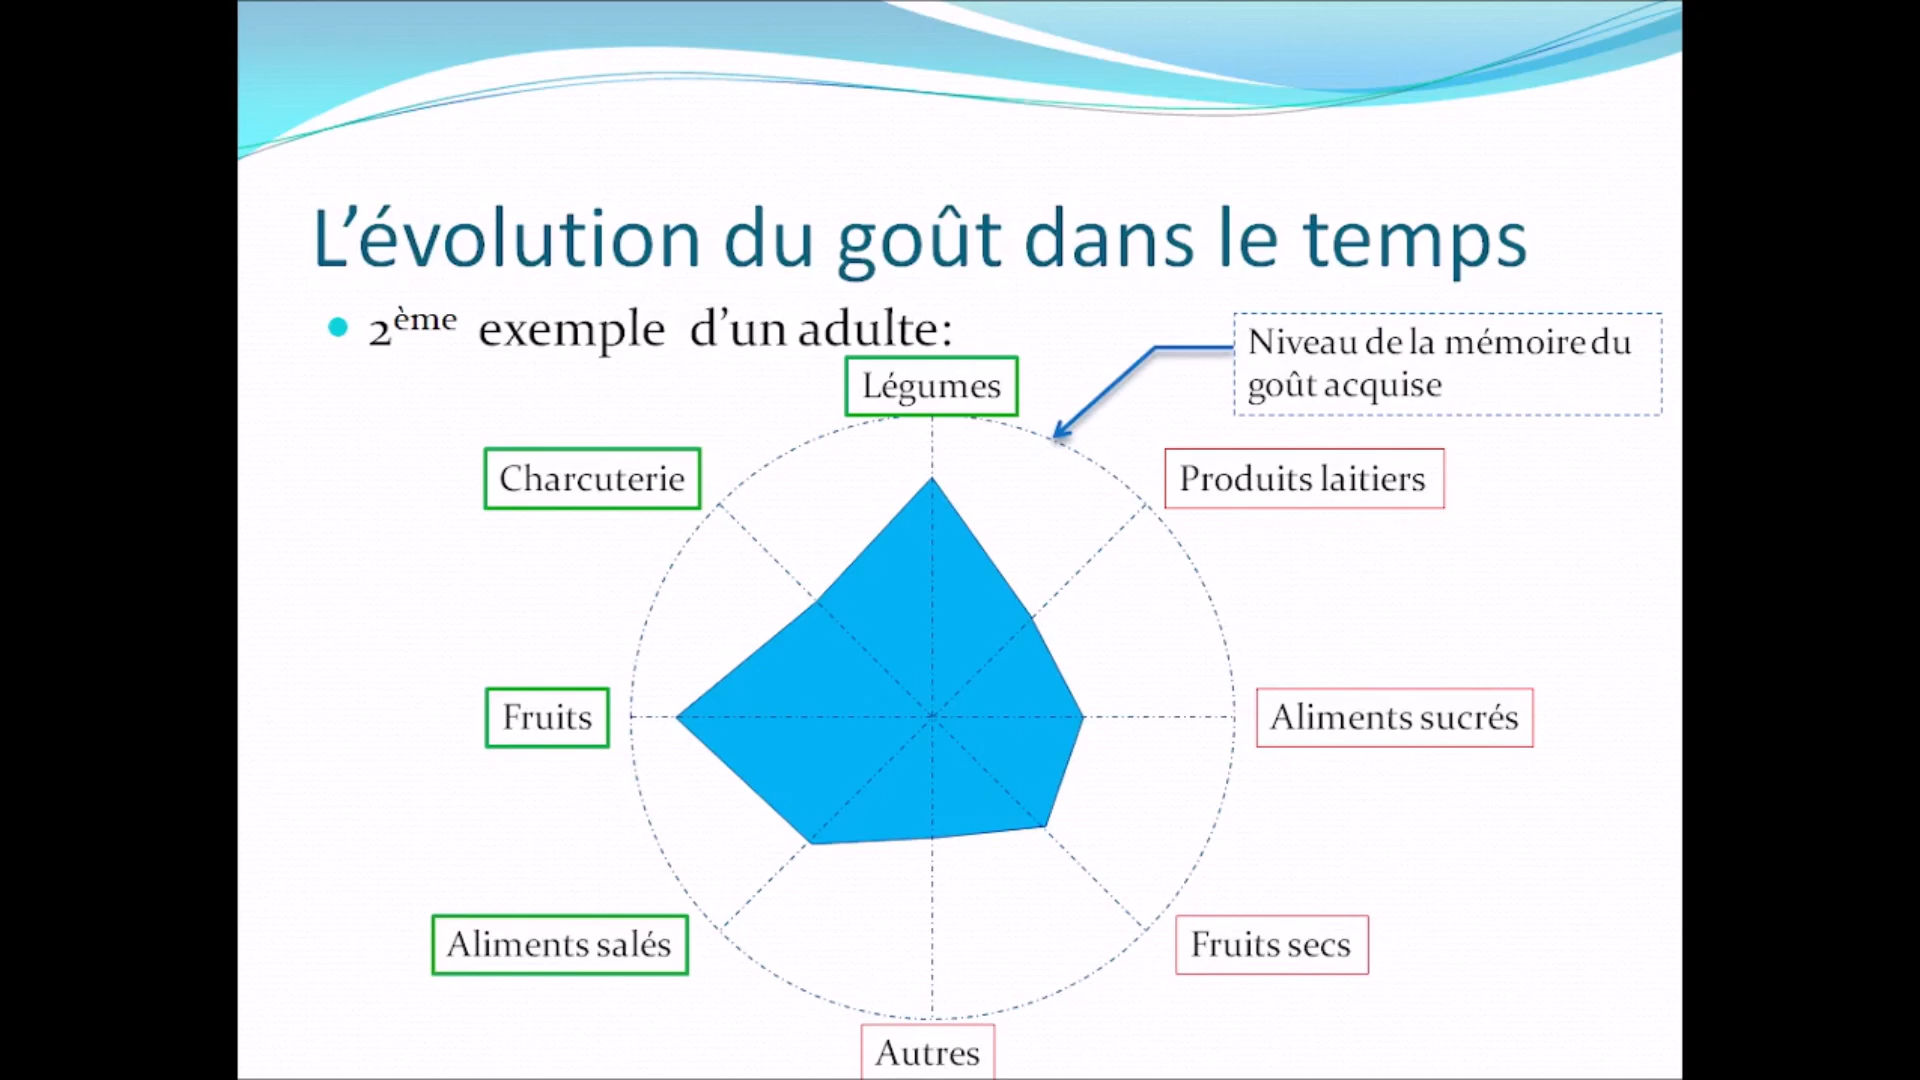 L’évolution du goût dans le temps
2ème exemple d’un adulte:
Niveau de la mémoire du
goût acquise
Légumes
Charcuterie
Produits laitiers
Fruits
Aliments sucrés
Aliments salés
Fruits secs
Autres